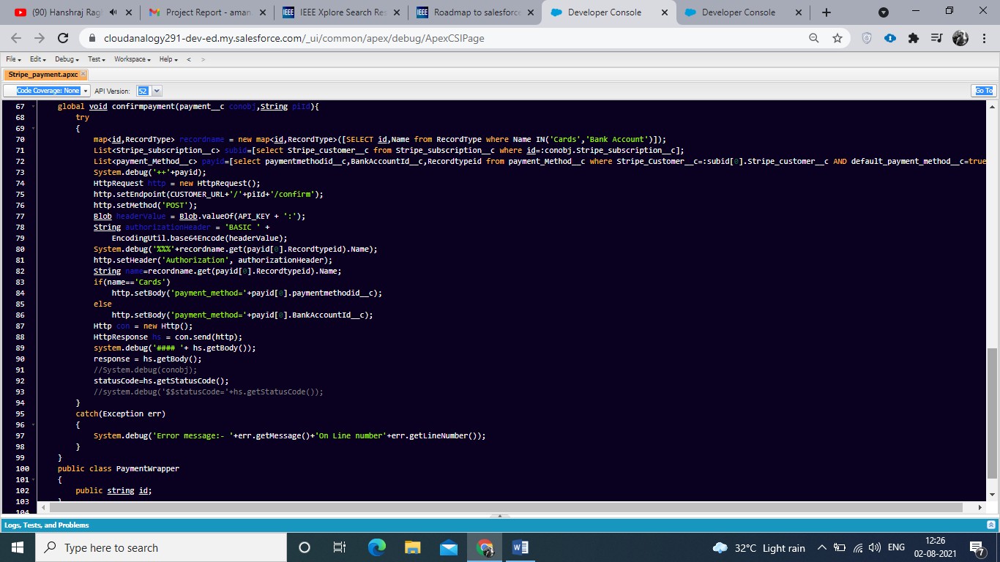 (90) Hanshraj Rag
Project Report - aman.
IEEE IEEE Xplore Search Res
IEEE Roadmap to salesforce
Developer Console
Developer Console
cloudanalogy291-dev-ed.my.salesforce.com/_ui/common/apex/debug/ApexCSIPage
File Edit Debug Test Workspace Help < >
Stripe_payment.apxc
Code Coverage: None API Version: 52 Go To
67 global void confirmpayment(payment__c conobj,String piId){
68 try
69 {
70 map<id,RecordType> recordname = new map<id,RecordType>([SELECT id,Name from RecordType where Name IN('Cards','Bank Account')]);
71 List<Stripe_subscription__c> subid=[select Stripe_customer__c from Stripe_subscription__c where id=:conobj.Stripe_subscription__c];
72 List<payment_Method__c> payid=[select paymentmethodid__c,BankAccountId__c,Recordtypeid from payment_Method__c where Stripe_Customer__c=:subid[0].Stripe_customer__c AND default_payment_method__c=true
73 System.debug('++'+payid);
74 HttpRequest http = new HttpRequest();
75 http.setEndpoint(CUSTOMER_URL+'/'+piId+'/confirm');
76 http.setMethod('POST');
77 Blob headerValue = Blob.valueOf(API_KEY + ':');
78 String authorizationHeader = 'BASIC ' +
79 EncodingUtil.base64Encode(headerValue);
80 System.debug('%%%'+recordname.get(payid[0].Recordtypeid).Name);
81 http.setHeader('Authorization', authorizationHeader);
82 String name=recordname.get(payid[0].Recordtypeid).Name;
83 if(name=='Cards')
84 http.setBody('payment_method='+payid[0].paymentmethodid__c);
85 else
86 http.setBody('payment_method='+payid[0].BankAccountId__c);
87 Http con = new Http();
88 HttpResponse hs = con.send(http);
89 system.debug('#### '+ hs.getBody());
90 response = hs.getBody();
91 //System.debug(conobj);
92 statusCode=hs.getStatusCode();
93 //system.debug('$$statusCode='+hs.getStatusCode());
94 }
95 catch(Exception err)
96 {
97 System.debug('Error message:- '+err.getMessage()+'On Line number'+err.getLineNumber());
98 }
99 }
100 public class PaymentWrapper
101 {
102 public string id;
103 }
104
Logs, Tests, and Problems
Type here to search
32°C Light rain
ENG
12:26
02-08-2021
7